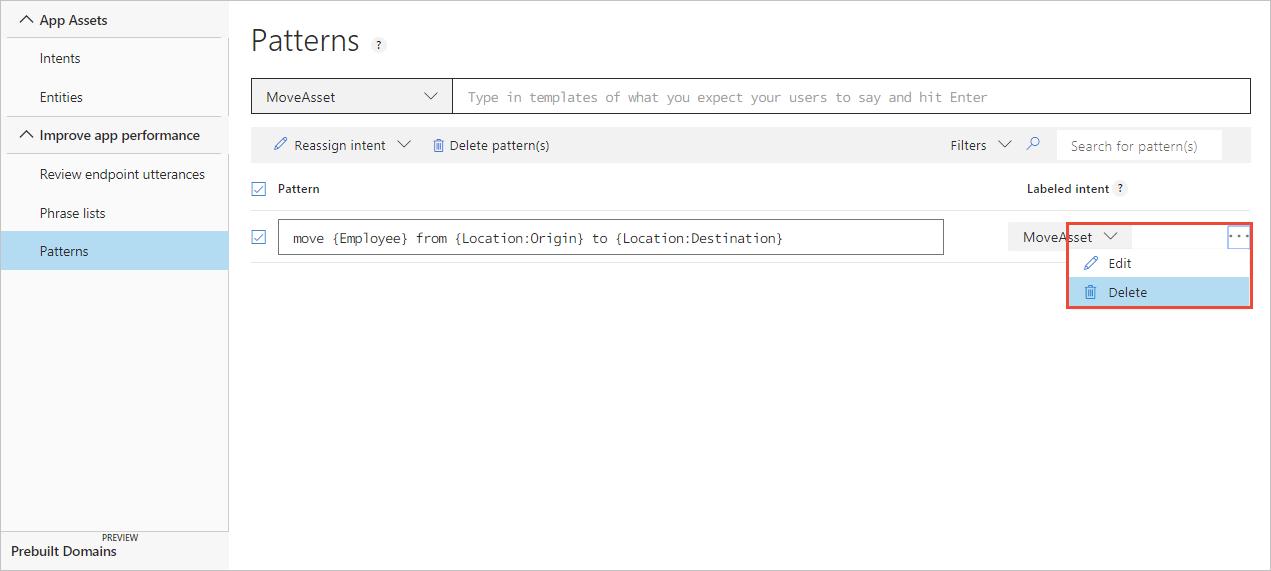 App Assets
Intents
Entities
Improve app performance
Review endpoint utterances
Phrase lists
Patterns
PREVIEW
Prebuilt Domains
Patterns ?
MoveAsset Type in templates of what you expect your users to say and hit Enter
Reassign intent Delete pattern(s) Filters Search for pattern(s)
Pattern Labeled intent ?
move {Employee} from {Location:Origin} to {Location:Destination} MoveAsset ...
Edit
Delete